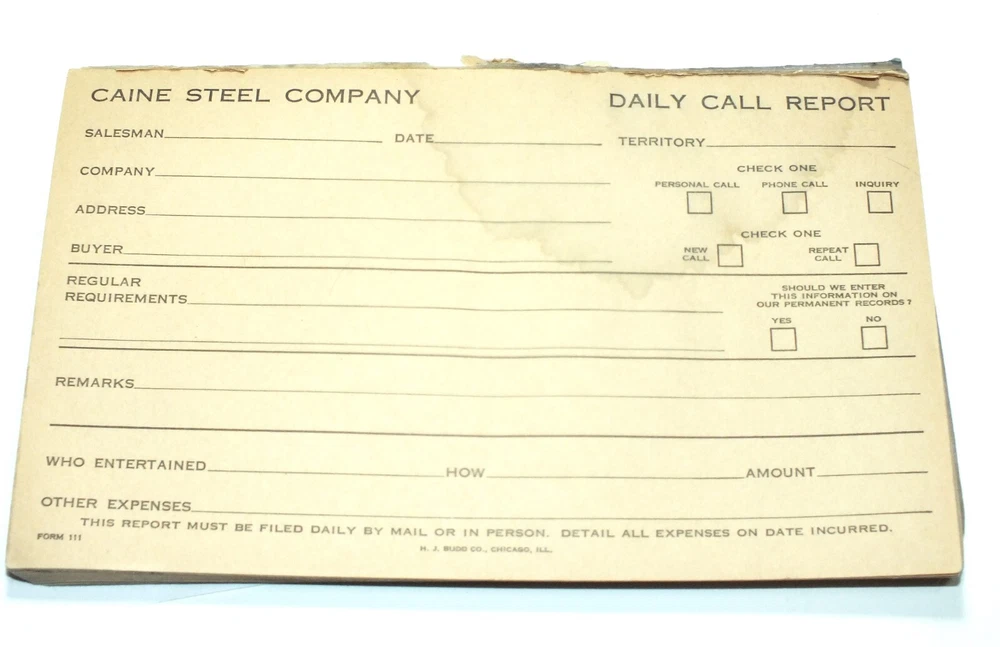 CAINE STEEL COMPANY DAILY CALL REPORT
SALESMAN DATE TERRITORY
COMPANY CHECK ONE
PERSONAL CALL PHONE CALL INQUIRY
ADDRESS
CHECK ONE
BUYER NEW CALL REPEAT CALL
REGULAR
REQUIREMENTS
SHOULD WE ENTER
THIS INFORMATION ON
OUR PERMANENT RECORDS?
YES NO
REMARKS
WHO ENTERTAINED HOW AMOUNT
OTHER EXPENSES
THIS REPORT MUST BE FILED DAILY BY MAIL OR IN PERSON. DETAIL ALL EXPENSES ON DATE INCURRED.
FORM 111
H. J. BUDD CO., CHICAGO, ILL.